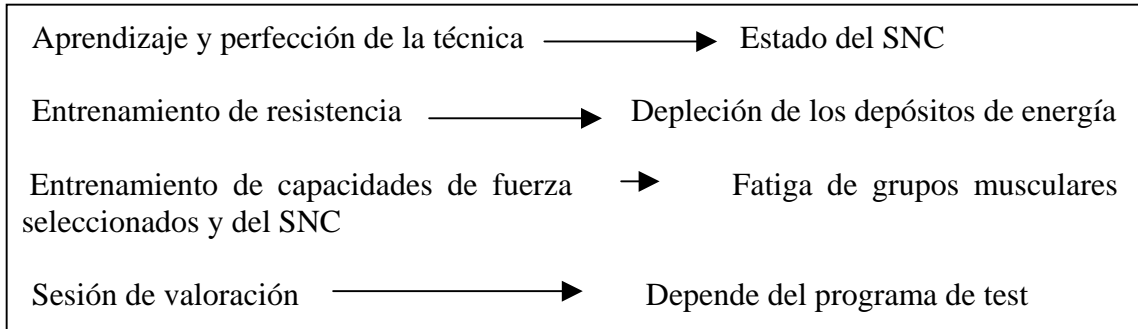 Aprendizaje y perfección de la técnica Estado del SNC
Entrenamiento de resistencia Depleción de los depósitos de energía
Entrenamiento de capacidades de fuerza Fatiga de grupos musculares
seleccionados y del SNC
Sesión de valoración Depende del programa de test